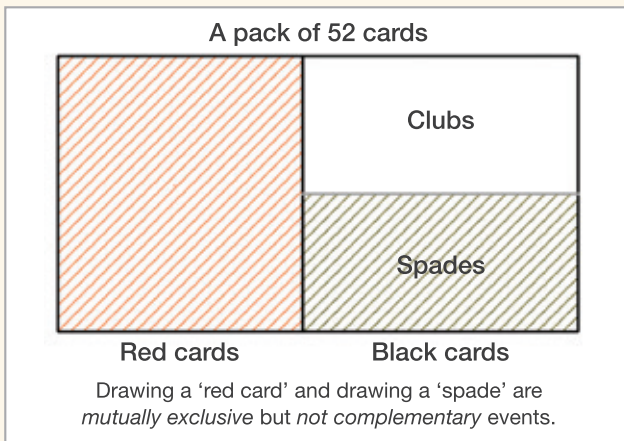 A pack of 52 cards
Clubs
Spades
Red cards
Black cards
Drawing a ‘red card’ and drawing a ‘spade’ are
mutually exclusive but not complementary events.